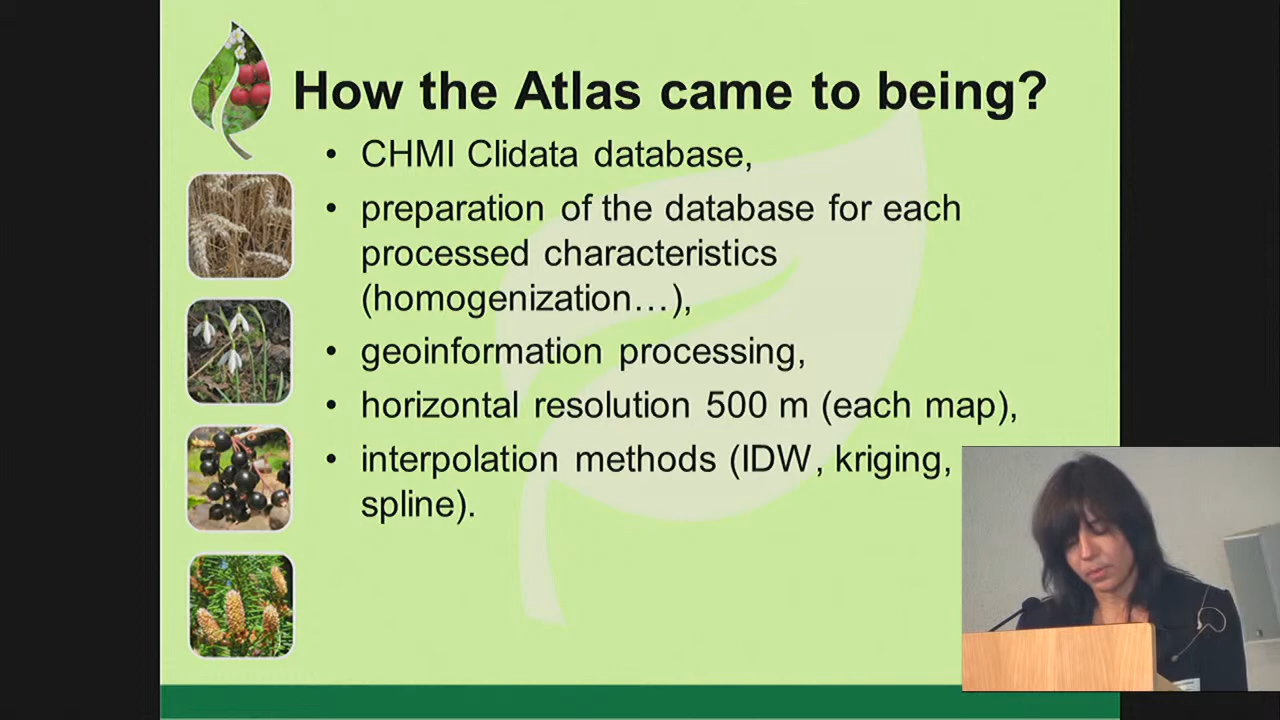 How the Atlas came to being?
• CHMI Clidata database,
• preparation of the database for each
processed characteristics
(homogenization…),
• geoinformation processing,
• horizontal resolution 500 m (each map),
• interpolation methods (IDW, kriging,
spline).